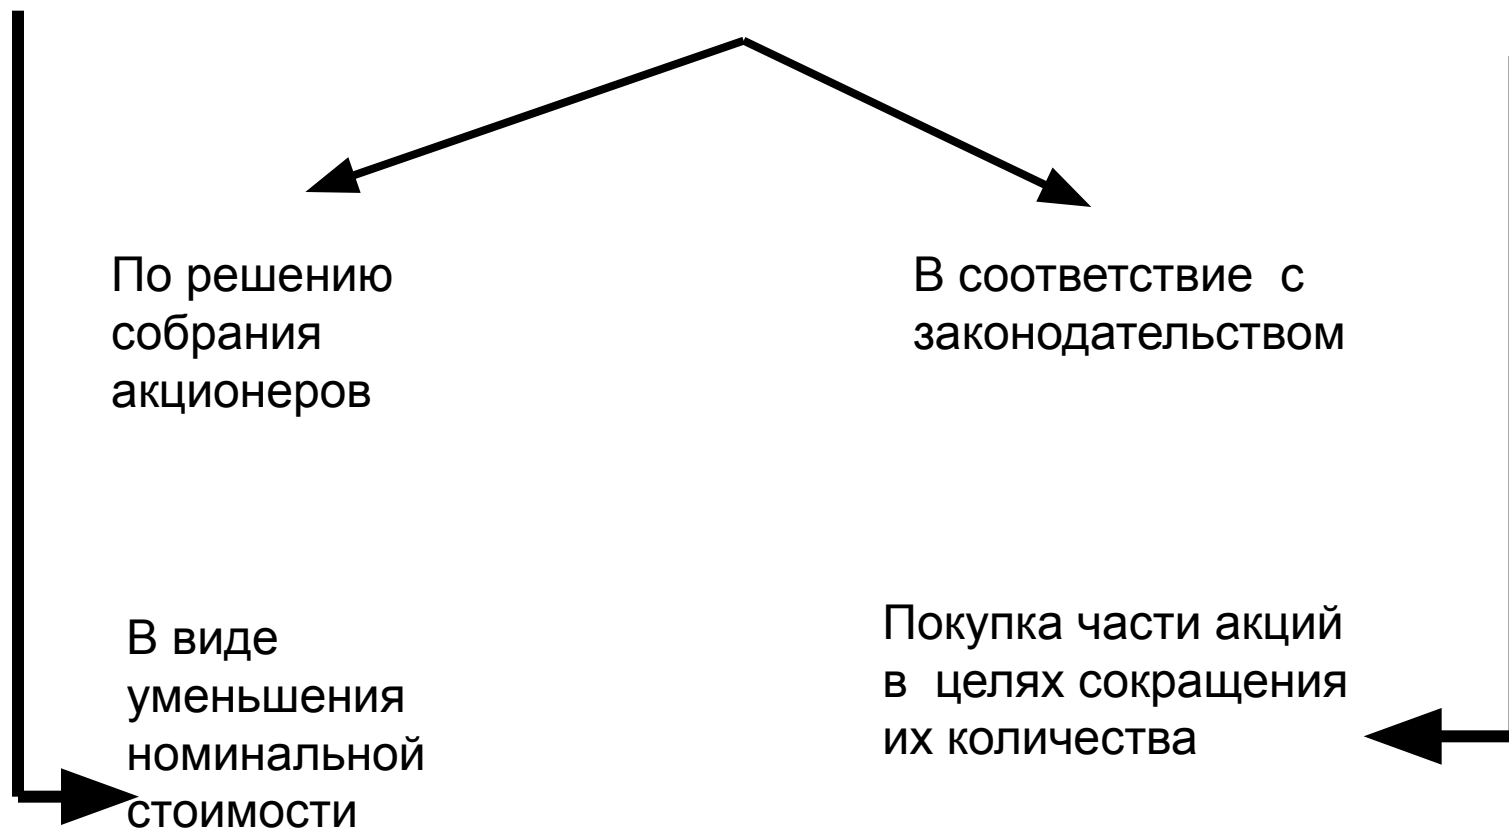 По решению
собрания
акционеров
В соответствие  с
законодательством
В виде
уменьшения
номинальной
стоимости
Покупка части акций
в  целях сокращения
их количества